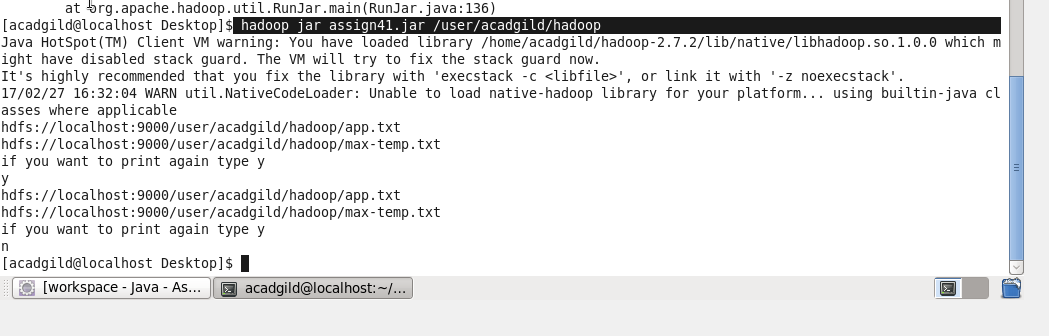 at org.apache.hadoop.util.RunJar.main(RunJar.java:136)
[acadgild@localhost Desktop]$ hadoop jar assign41.jar /user/acadgild/hadoop
Java HotSpot(TM) Client VM warning: You have loaded library /home/acadgild/hadoop-2.7.2/lib/native/libhadoop.so.1.0.0 which m
ight have disabled stack guard. The VM will try to fix the stack guard now.
It's highly recommended that you fix the library with 'execstack -c <libfile>', or link it with '-z noexecstack'.
17/02/27 16:32:04 WARN util.NativeCodeLoader: Unable to load native-hadoop library for your platform... using builtin-java cl
asses where applicable
hdfs://localhost:9000/user/acadgild/hadoop/app.txt
hdfs://localhost:9000/user/acadgild/hadoop/max-temp.txt
if you want to print again type y
y
hdfs://localhost:9000/user/acadgild/hadoop/app.txt
hdfs://localhost:9000/user/acadgild/hadoop/max-temp.txt
if you want to print again type y
n
[acadgild@localhost Desktop]$
[workspace - Java - As... acadgild@localhost:~/...